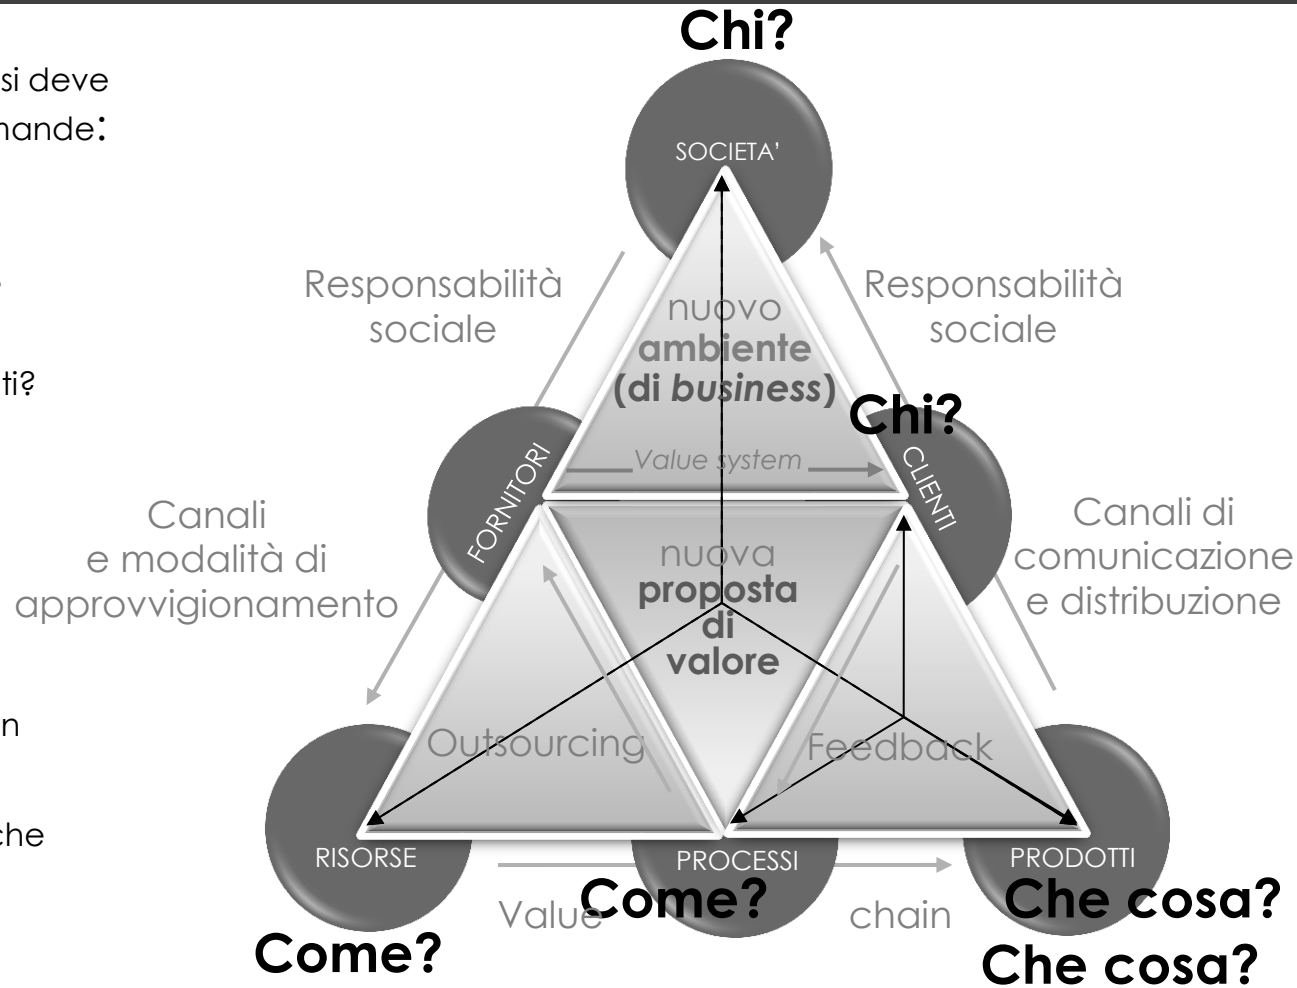 Chi?
si deve
mande:
SOCIETA'
Responsabilità
sociale
Responsabilità
sociale
nuovo
ambiente
(di business)
ti?
Chi?
Value system
FORNITORI
CLIENTI
Canali
e modalità di
approvvigionamento
Canali di
comunicazione
e distribuzione
nuova
proposta
di
valore
n
Outsourcing
Feedback
che
RISORSE
PROCESSI
PRODOTTI
Come?
Che cosa?
Value
chain
Come?
Che cosa?